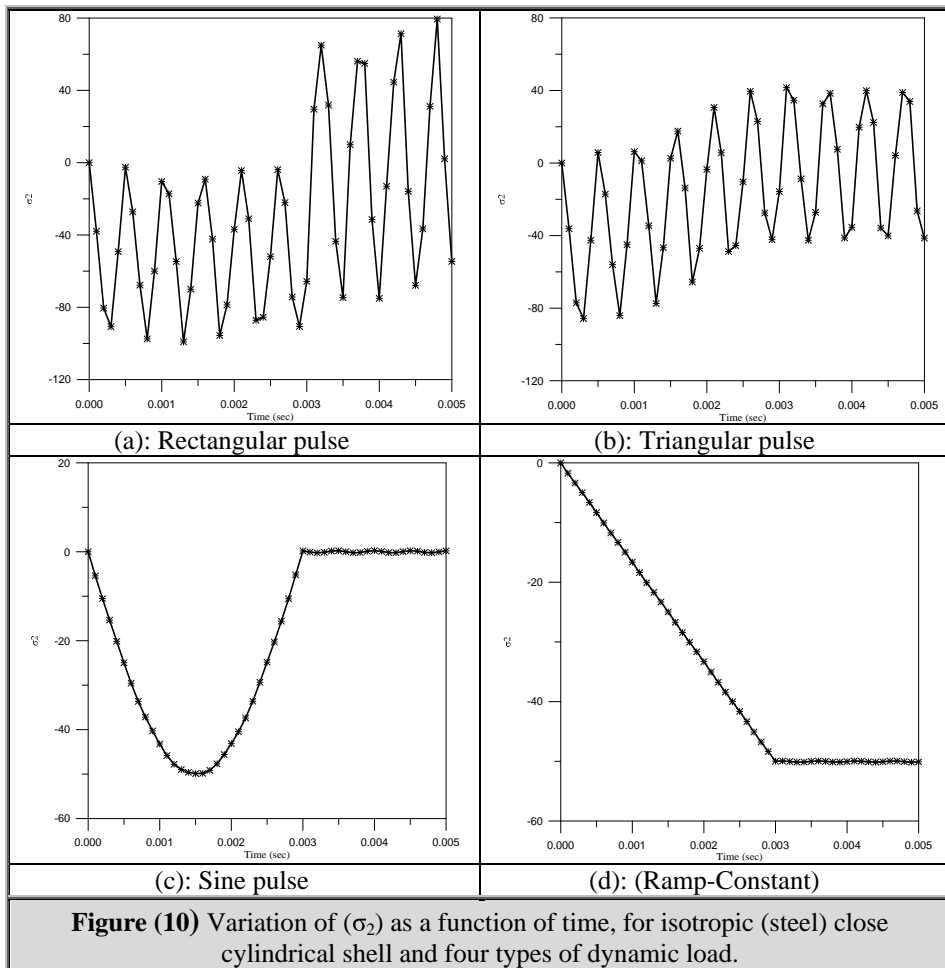 80
40
0
-40
-80
-120
σ2
0.000 0.001 0.002 0.003 0.004 0.005
Time (sec)
(a): Rectangular pulse
80
40
0
-40
-80
-120
σ2
0.000 0.001 0.002 0.003 0.004 0.005
Time (sec)
(b): Triangular pulse
20
0
-20
-40
-60
σ2
0.000 0.001 0.002 0.003 0.004 0.005
Time (sec)
(c): Sine pulse
0
-20
-40
-60
σ2
0.000 0.001 0.002 0.003 0.004 0.005
Time (sec)
(d): (Ramp-Constant)
Figure (10) Variation of (σ₂) as a function of time, for isotropic (steel) close
cylindrical shell and four types of dynamic load.